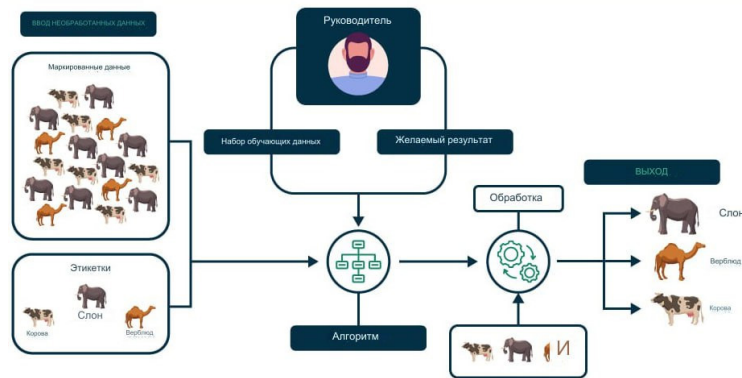 ВВОД НЕОБРАБОТАННЫХ ДАННЫХ
Маркированные данные
Руководитель
Набор обучающих данных
Желаемый результат
Обработка
ВЫХОД
Слон
Верблюд
Корова
Этикетки
Слон
Корова
Верблюд
Алгоритм
И